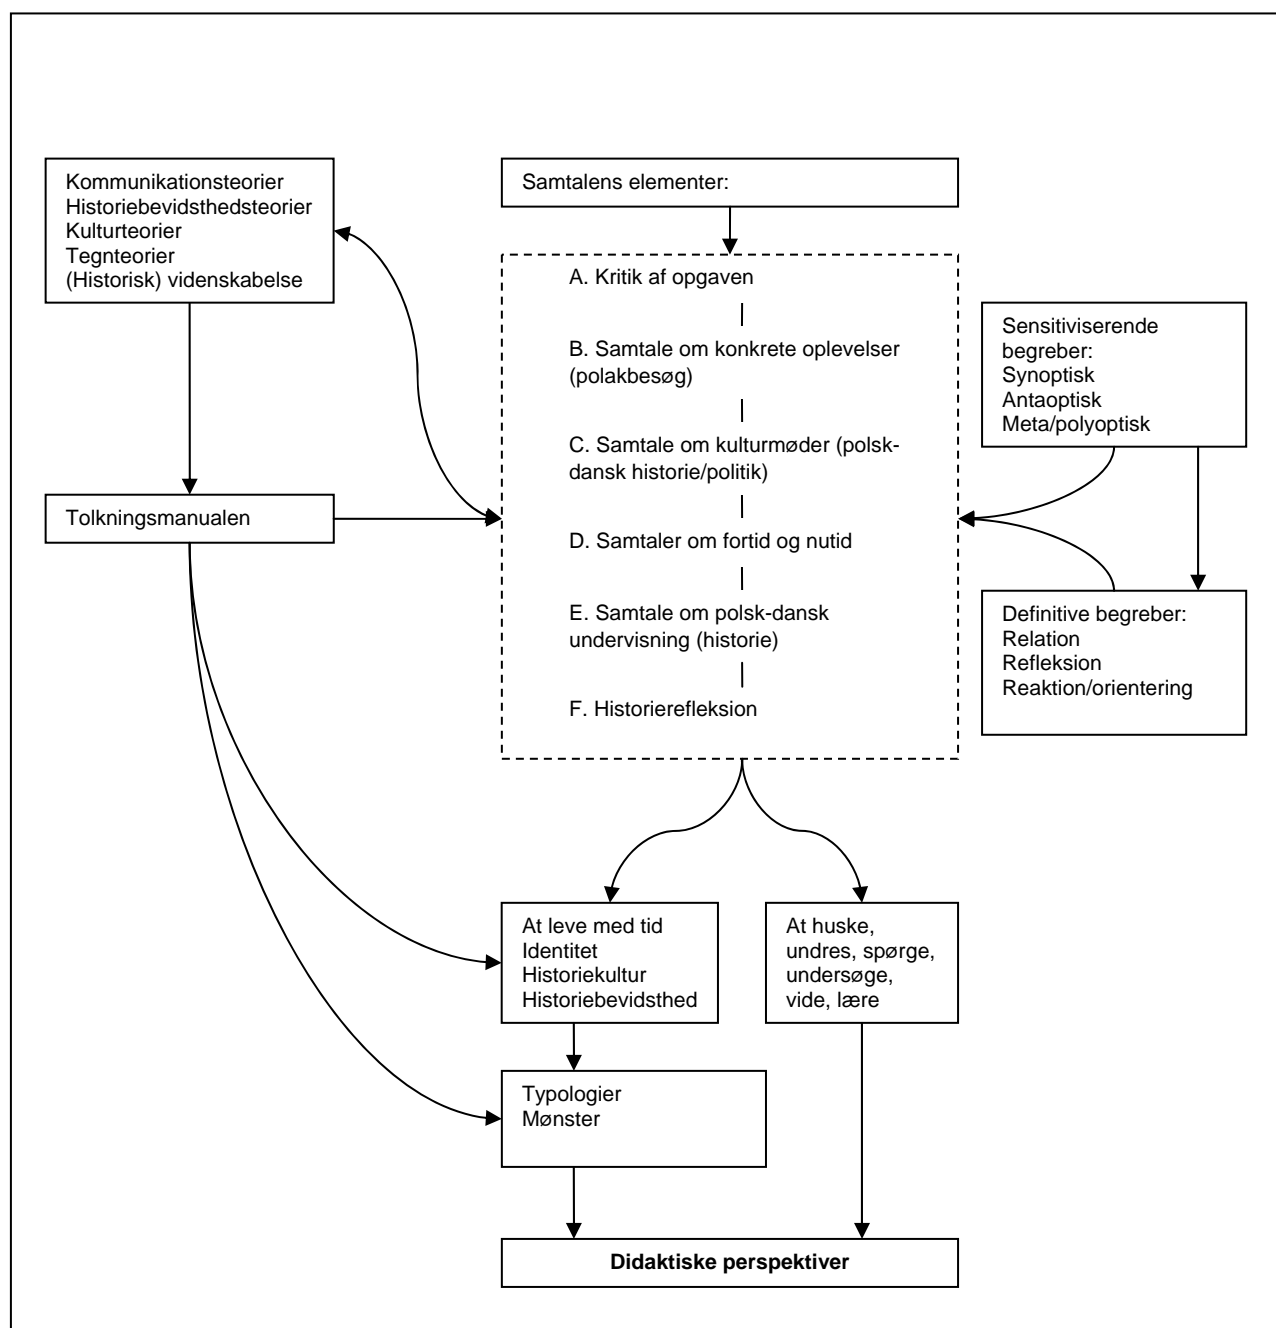 Kommunikationsteorier
Historiebevidsthedsteorier
Kulturteorier
Tegnteorier
(Historisk) videnskabelse
Samtalens elementer:
A. Kritik af opgaven
B. Samtale om konkrete oplevelser
(polakbesøg)
C. Samtale om kulturmøder (polsk-
dansk historie/politik)
D. Samtaler om fortid og nutid
E. Samtale om polsk-dansk
undervisning (historie)
F. Historierefleksion
Sensitiviserende
begreber:
Synoptisk
Antaoptisk
Meta/polyoptisk
Tolkningsmanualen
Definitive begreber:
Relation
Refleksion
Reaktion/orientering
At leve med tid
Identitet
Historiekultur
Historiebevidsthed
At huske,
undres, spørge,
undersøge,
vide, lære
Typologier
Mønster
Didaktiske perspektiver